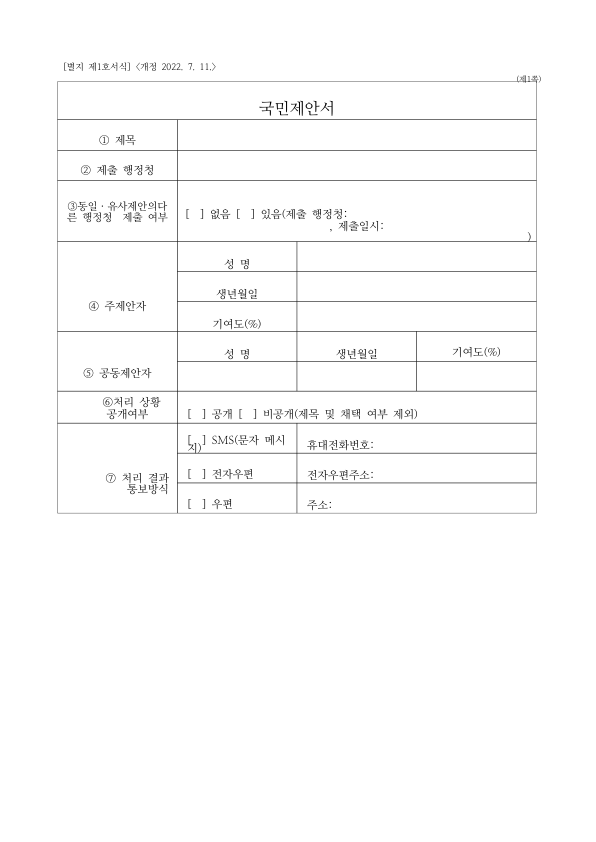 [별지 제1호서식] <개정 2022. 7. 11.>
(제1쪽)
국민제안서
① 제목
② 제출 행정청
③동일ㆍ유사제안의다
른 행정청 제출 여부
[ ] 없음 [ ] 있음(제출 행정청:
, 제출일시:
)
④ 주제안자
성 명
생년월일
기여도(%)
⑤ 공동제안자
성 명
생년월일
기여도(%)
⑥처리 상황
공개여부
[ ] 공개 [ ] 비공개(제목 및 채택 여부 제외)
⑦ 처리 결과
통보방식
[ ] SMS(문자 메시
지)
휴대전화번호:
[ ] 전자우편
전자우편주소:
[ ] 우편
주소: